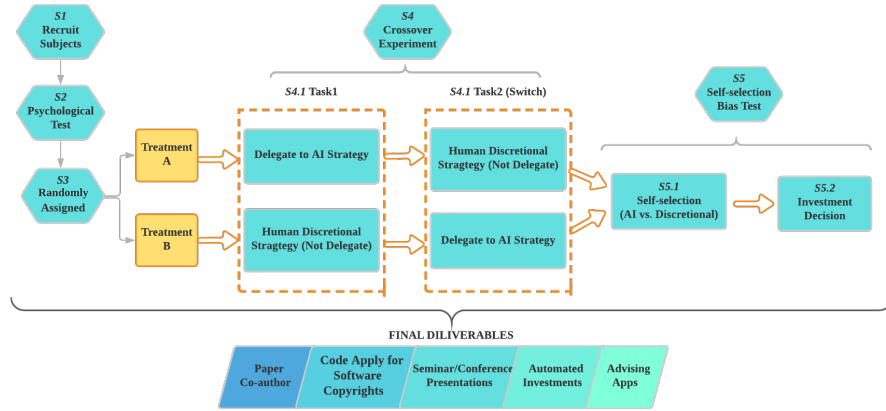 S1
Recruit
Subjects
S2
Psychological
Test
S3
Randomly
Assigned
Treatment
A
Treatment
B
S4
Crossover
Experiment
S4.1 Task1
Delegate to AI Strategy
Human Discretional
Stragtegy (Not Delegate)
S4.1 Task2 (Switch)
Human Discretional
Stragtegy (Not Delegate)
Delegate to AI Strategy
S5
Self-selection
Bias Test
S5.1
Self-selection
(AI vs. Discretional)
S5.2
Investment
Decision
FINAL DILIVERABLES
Paper
Co-author
Code Apply for
Software
Copyrights
Seminar/Conference
Presentations
Automated
Investments
Advising
Apps